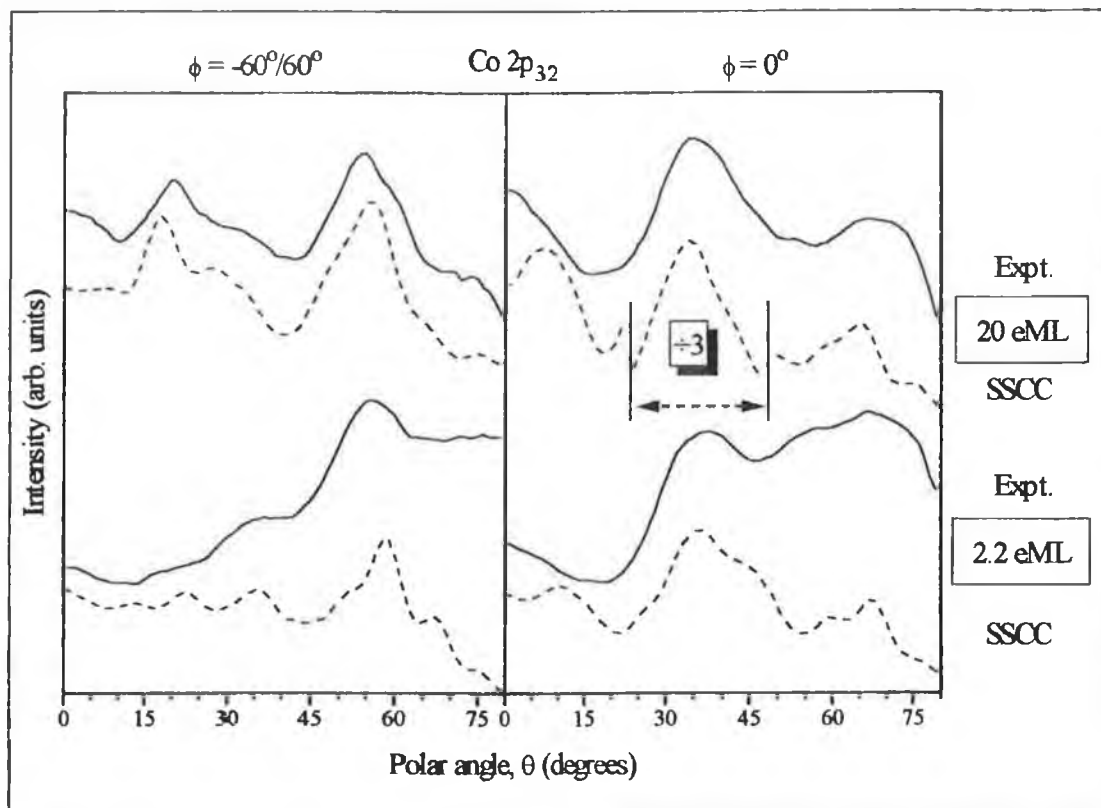 ϕ = -60°/60° Co 2p₃₂ ϕ = 0°
Intensity (arb. units)
÷3
Expt.
20 eML
SSCC
Expt.
2.2 eML
SSCC
0 15 30 45 60 75 0 15 30 45 60 75
Polar angle, θ (degrees)